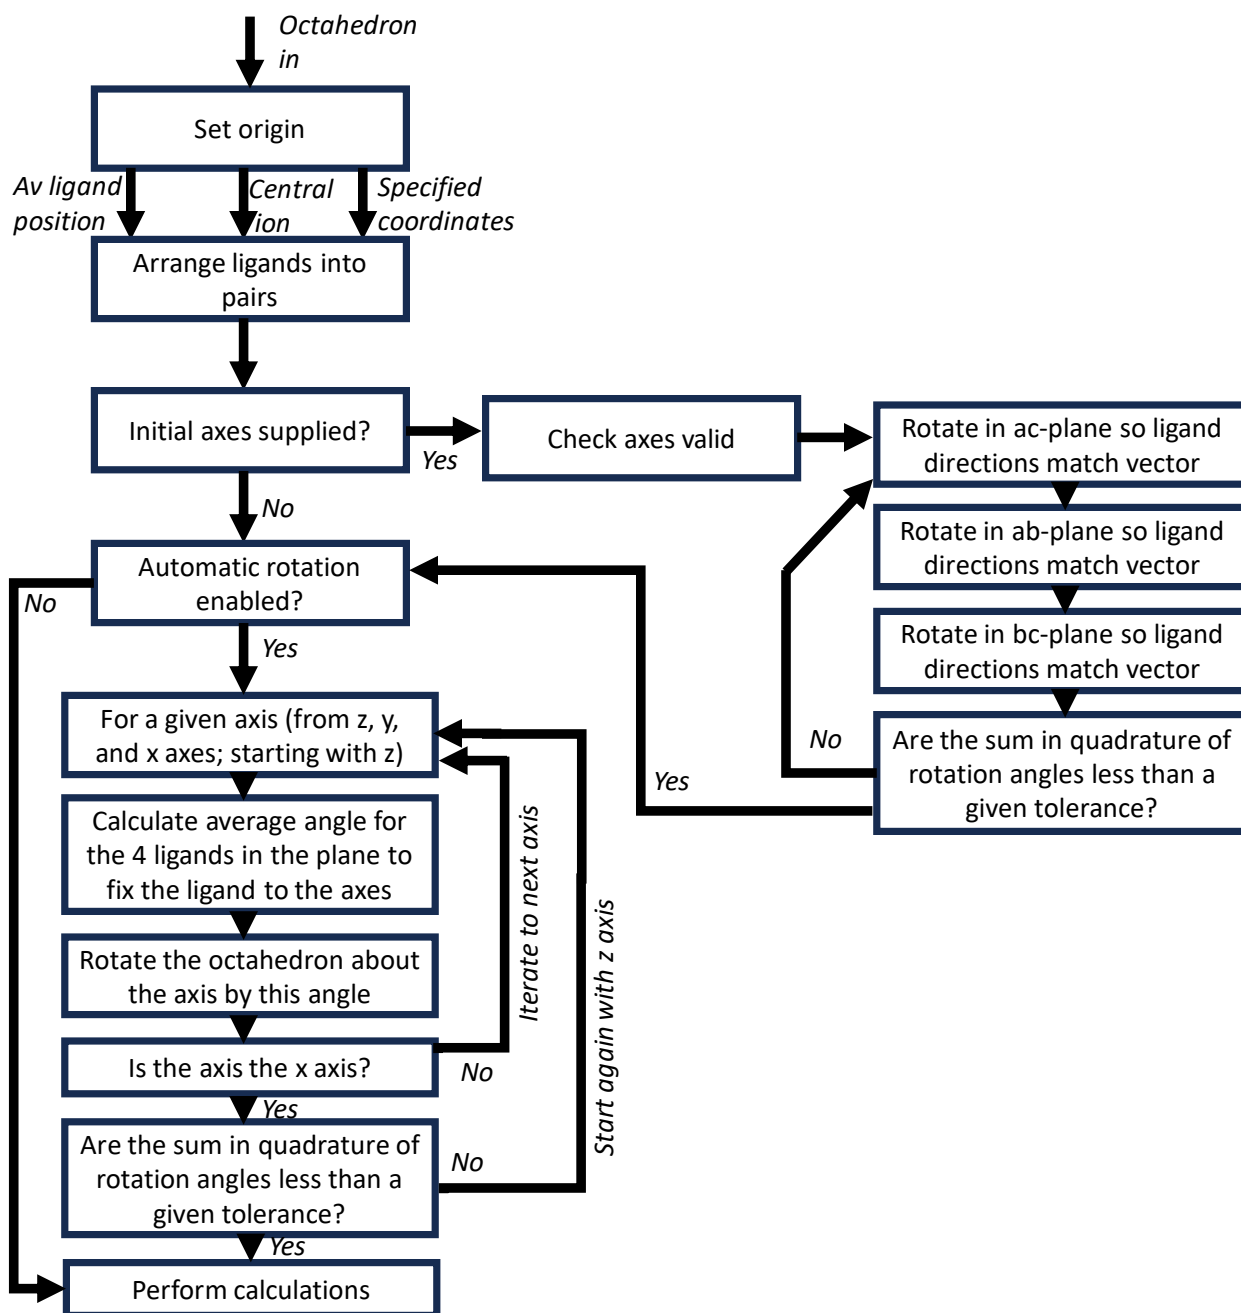 Octahedron
in
Set origin
Av ligand
position
Central
ion
Specified
coordinates
Arrange ligands into
pairs
Initial axes supplied?
Yes
Check axes valid
Rotate in ac-plane so ligand
directions match vector
No
Rotate in ab-plane so ligand
directions match vector
Automatic rotation
enabled?
No
Rotate in bc-plane so ligand
directions match vector
Yes
For a given axis (from z, y,
and x axes; starting with z)
Are the sum in quadrature of
rotation angles less than a
given tolerance?
No
Yes
Calculate average angle for
the 4 ligands in the plane to
fix the ligand to the axes
Iterate to next axis
Start again with z axis
Rotate the octahedron about
the axis by this angle
Is the axis the x axis?
No
Yes
Are the sum in quadrature of
rotation angles less than a
given tolerance?
No
Yes
Perform calculations